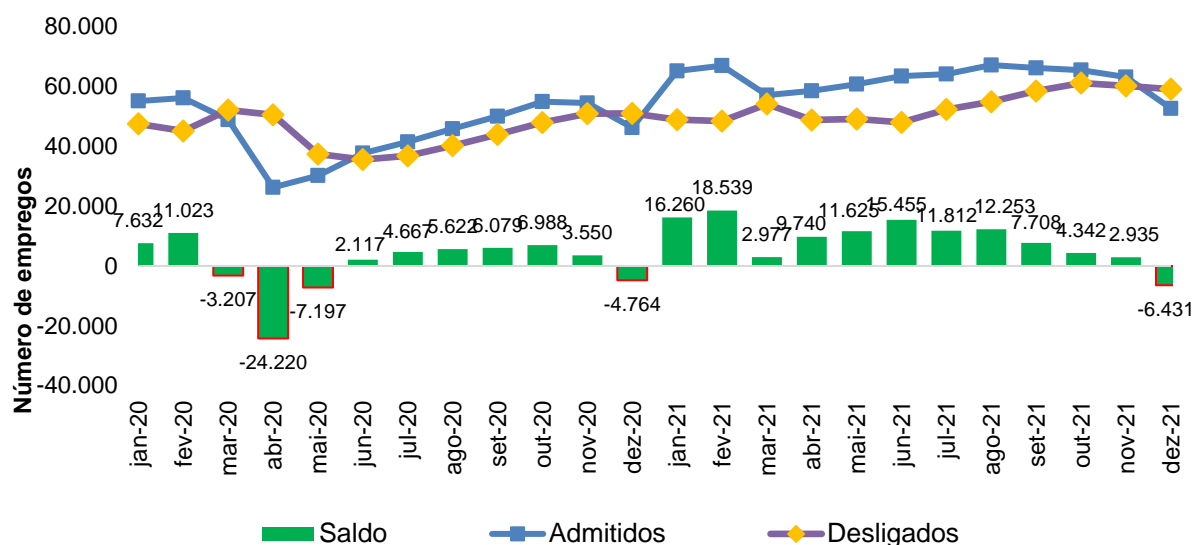 Número de empregos
80.000
60.000
40.000
20.000
0
-20.000
-40.000
7.632
11.023
-3.207
-24.220
-7.197
2.117
4.667
5.622
6.079
6.988
3.550
-4.764
16.260
18.539
2.977
9.740
11.625
15.455
11.812
12.253
7.708
4.342
2.935
-6.431
jan-20
fev-20
mar-20
abr-20
mai-20
jun-20
jul-20
ago-20
set-20
out-20
nov-20
dez-20
jan-21
fev-21
mar-21
abr-21
mai-21
jun-21
jul-21
ago-21
set-21
out-21
nov-21
dez-21
Saldo
Admitidos
Desligados